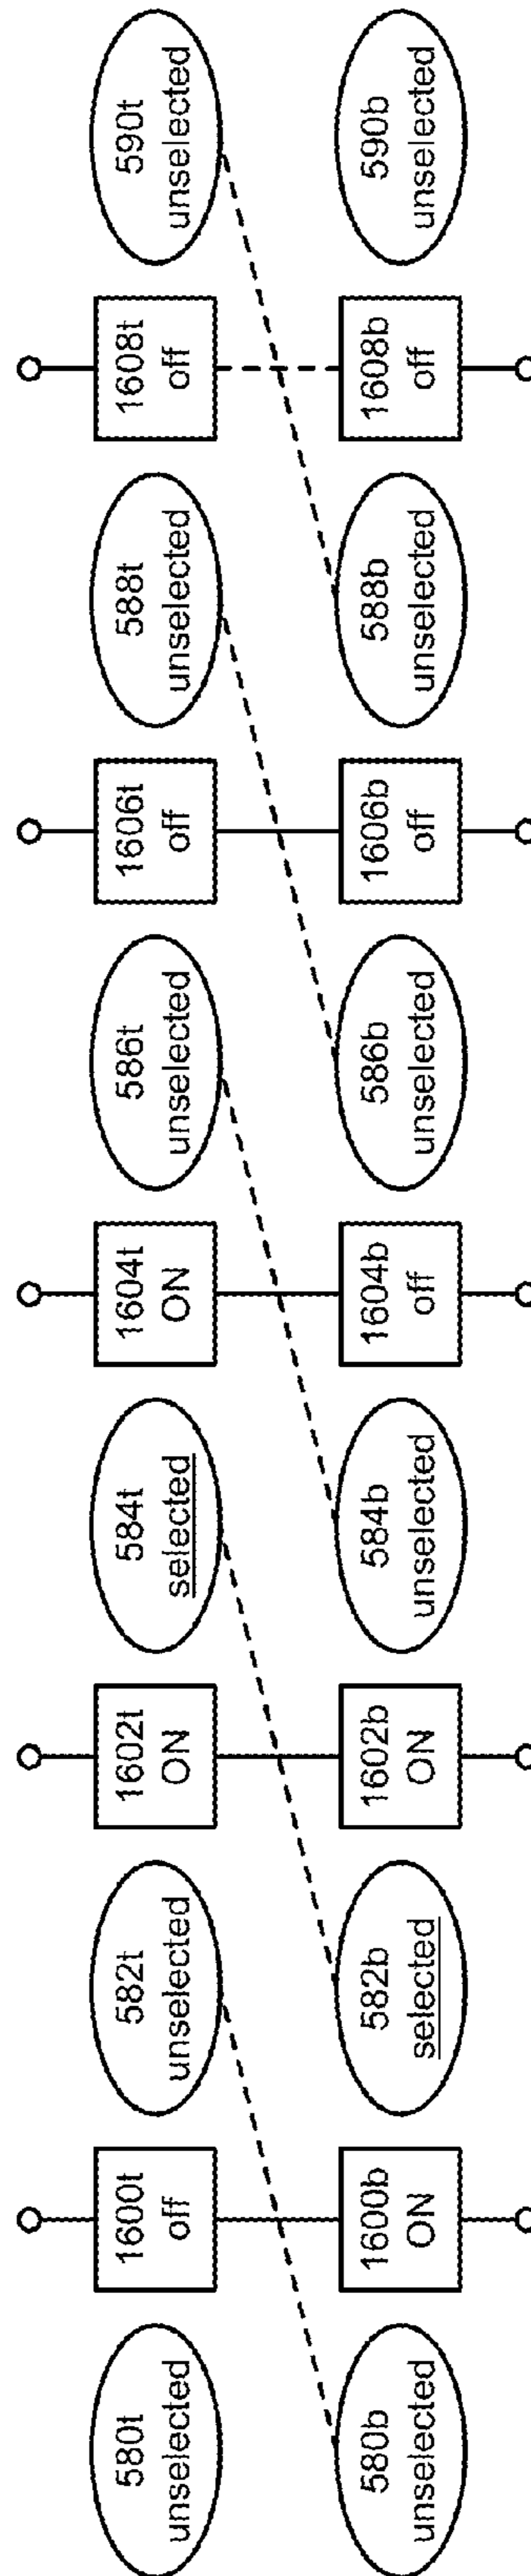 580t
unselected
1600t
off
582t
unselected
1602t
ON
584t
selected
1604t
ON
586t
unselected
1606t
off
588t
unselected
1608t
off
590t
unselected
580b
unselected
1600b
ON
582b
selected
1602b
ON
584b
unselected
1604b
off
586b
unselected
1606b
off
588b
unselected
1608b
off
590b
unselected